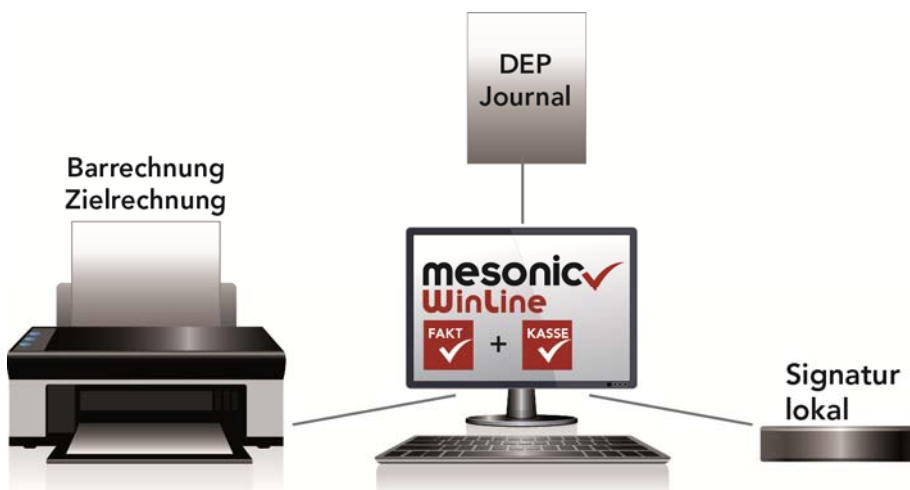 DEP
Journal
Barrechnung
Zielrechnung
mesonic
WinLine
FAKT + KASSE
Signatur
lokal